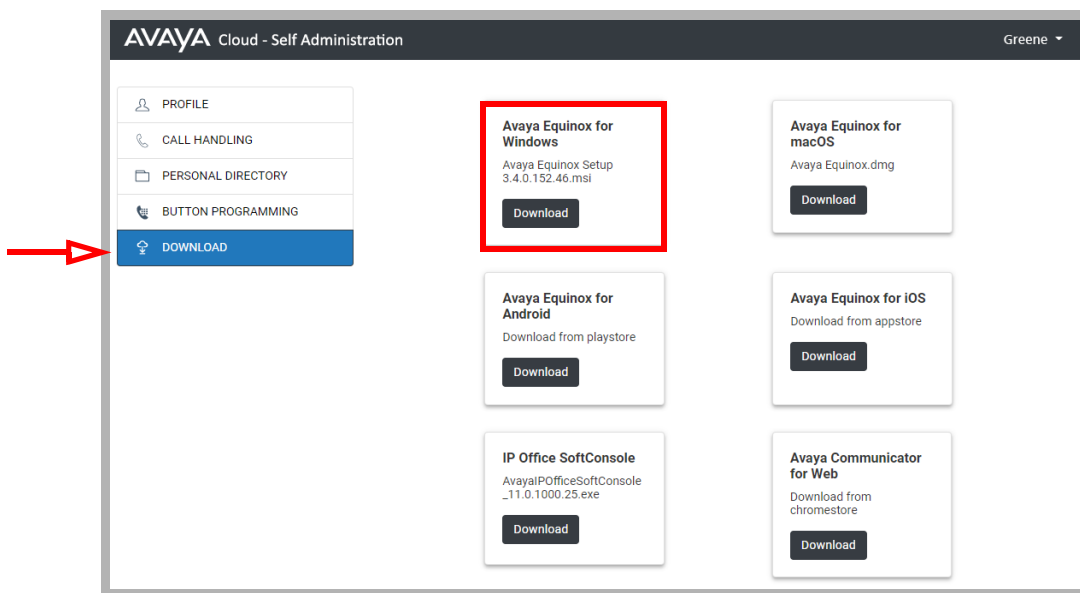 AVAYA Cloud - Self Administration
Greene
PROFILE
CALL HANDLING
PERSONAL DIRECTORY
BUTTON PROGRAMMING
DOWNLOAD
Avaya Equinox for
Windows
Avaya Equinox Setup
3.4.0.152.46.msi
Download
Avaya Equinox for
macOS
Avaya Equinox.dmg
Download
Avaya Equinox for
Android
Download from playstore
Download
Avaya Equinox for iOS
Download from appstore
Download
IP Office SoftConsole
AvayaIPOfficeSoftConsole
_11.0.1000.25.exe
Download
Avaya Communicator
for Web
Download from
chromestore
Download